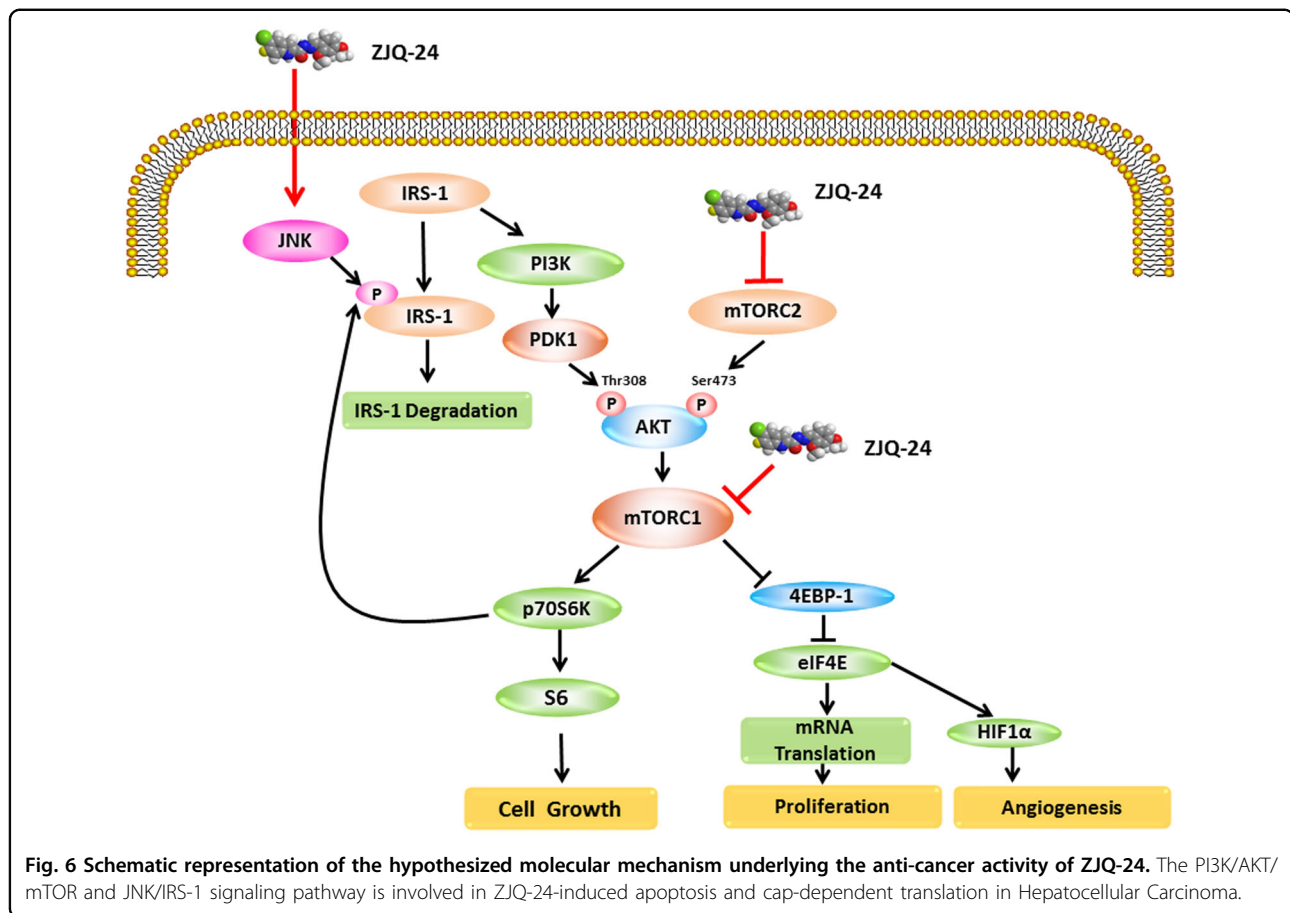 ZJQ-24
IRS-1
ZJQ-24
JNK
PI3K
P
IRS-1
mTORC2
PDK1
Thr308
Ser473
IRS-1 Degradation
P
P
AKT
ZJQ-24
mTORC1
p70S6K
4EBP-1
eIF4E
S6
mRNA
Translation
HIF1α
Cell Growth
Proliferation
Angiogenesis
Fig. 6 Schematic representation of the hypothesized molecular mechanism underlying the anti-cancer activity of ZJQ-24. The PI3K/AKT/
mTOR and JNK/IRS-1 signaling pathway is involved in ZJQ-24-induced apoptosis and cap-dependent translation in Hepatocellular Carcinoma.